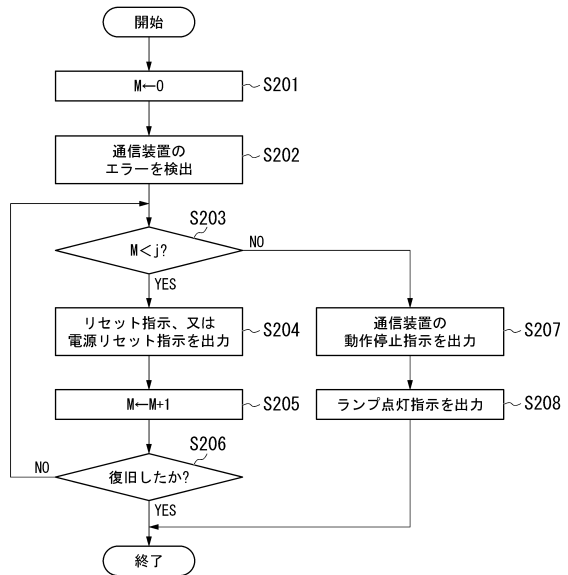 開始
M←0
S201
通信装置の
エラーを検出
S202
S203
M<j?
NO
YES
リセット指示、又は
電源リセット指示を出力
S204
通信装置の
動作停止指示を出力
S207
M←M+1
S205
ランプ点灯指示を出力
S208
S206
復旧したか?
NO
YES
終了